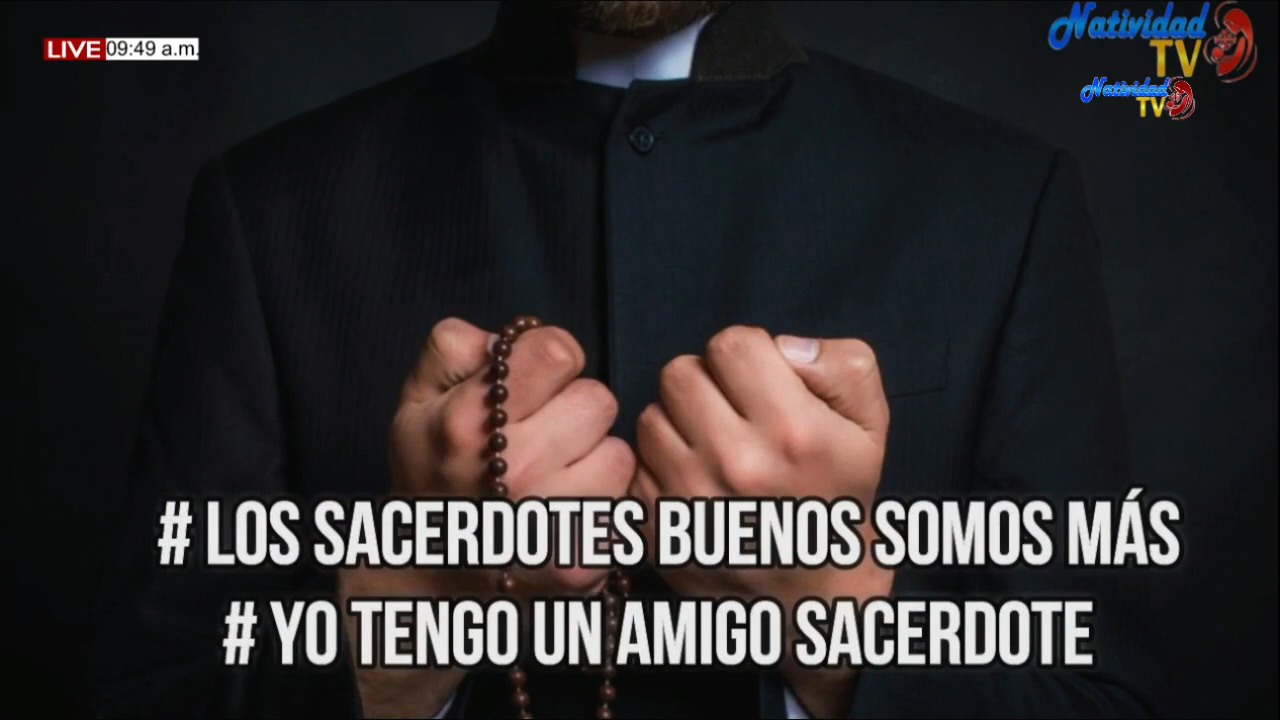 LIVE 09:49 a.m.
Natividad
TV
Natividad
TV
# LOS SACERDOTES BUENOS SOMOS MÁS
# YO TENGO UN AMIGO SACERDOTE